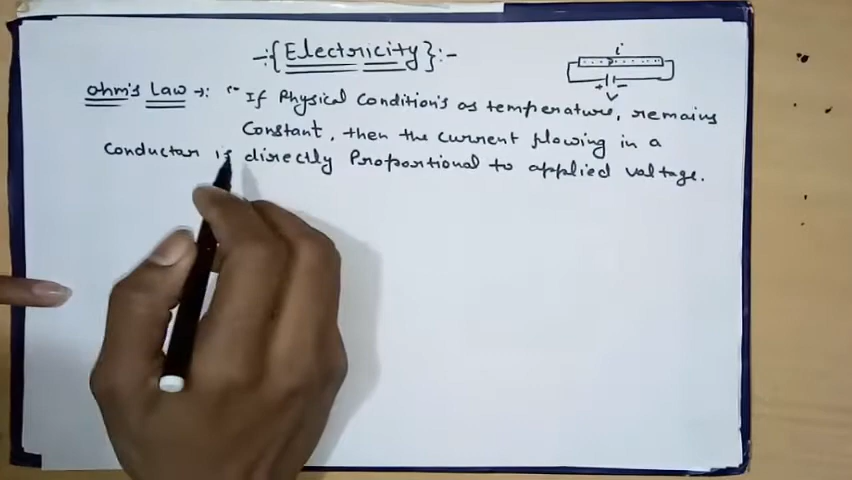 -:{Electricity}:-
i
+ -
V
Ohm's Law →: "If Physical Condition's as temperature, remains
Constant, then the current flowing in a
Conductor is directly Proportional to applied voltage.